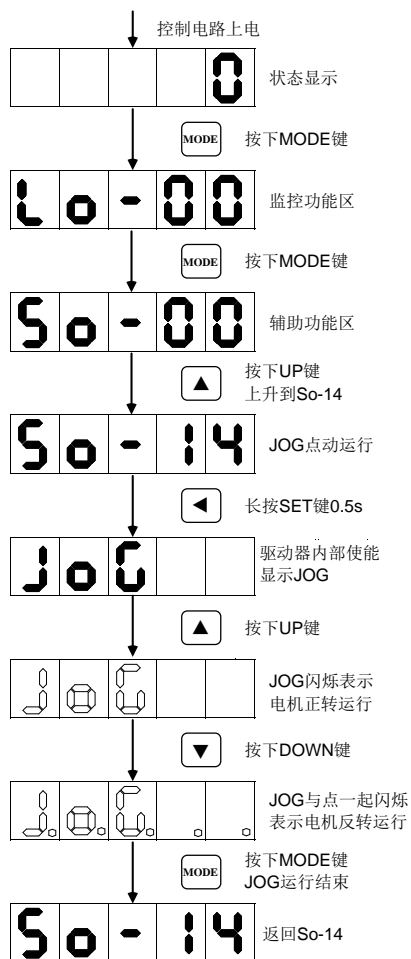 控制电路上电
0
状态显示
MODE
按下MODE键
Lo-00
监控功能区
MODE
按下MODE键
So-00
辅助功能区
▲
按下UP键
上升到So-14
So-14
JOG点动运行
◀
长按SET键0.5s
JoG
驱动器内部使能
显示JOG
▲
按下UP键
JoG
JOG闪烁表示
电机正转运行
▼
按下DOWN键
J.o.G. . .
JOG与点一起闪烁
表示电机反转运行
MODE
按下MODE键
JOG运行结束
So-14
返回So-14